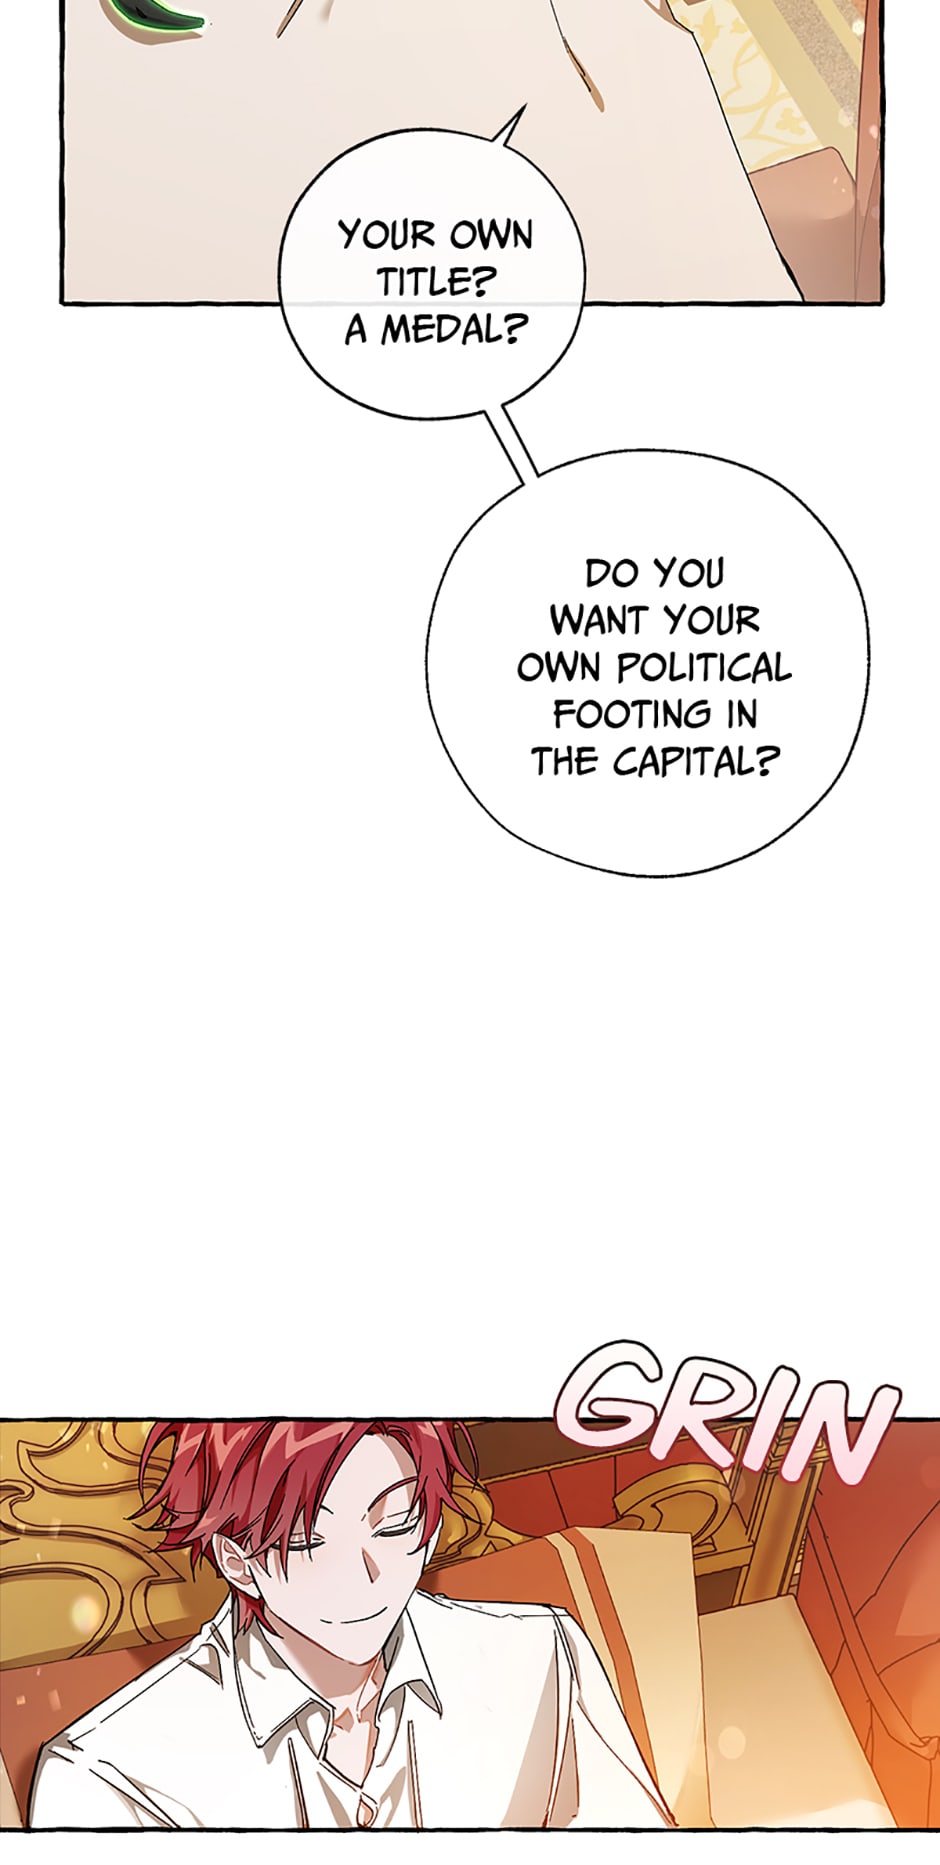 YOUR OWN
TITLE?
A MEDAL?
DO YOU
WANT YOUR
OWN POLITICAL
FOOTING IN
THE CAPITAL?
GRIN